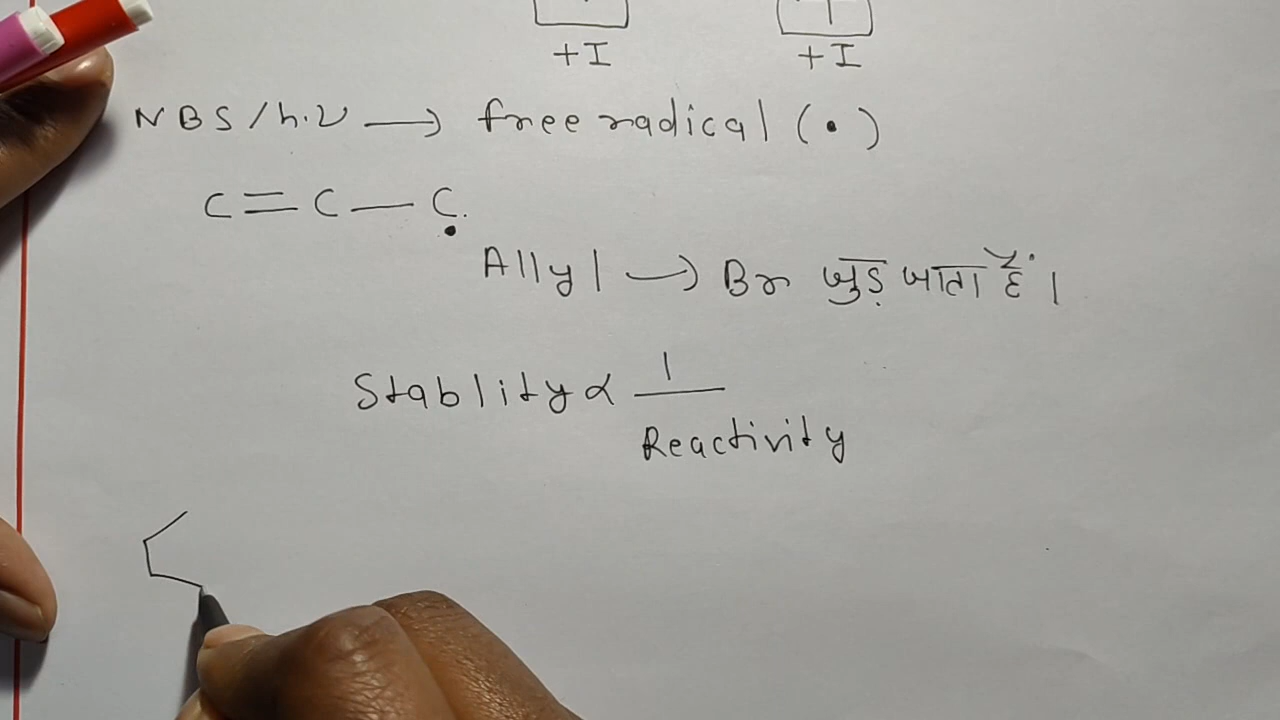 +I +I
NBS/h.ν → free radical (•)
C=C—C.
•
Allyl → Br जुड़ जाता है।
Stablity ∝ 1
Reactivity